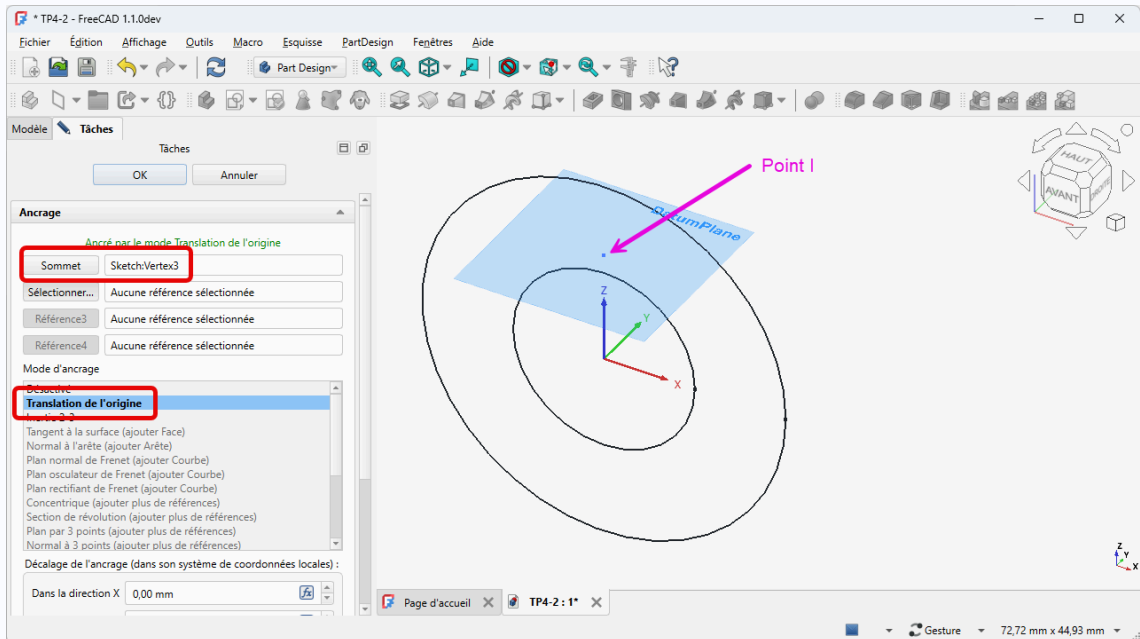 * TP4-2 - FreeCAD 1.1.0dev
Fichier Édition Affichage Outils Macro Esquisse PartDesign Fenêtres Aide
Part Design
Modèle Tâches
Tâches
OK Annuler
Ancrage
Ancré par le mode Translation de l'origine
Sommet Sketch:Vertex3
Sélectionner... Aucune référence sélectionnée
Référence3 Aucune référence sélectionnée
Référence4 Aucune référence sélectionnée
Mode d'ancrage
Désactivé
Translation de l'origine
Inertie 2-3
Tangent à la surface (ajouter Face)
Normal à l'arête (ajouter Arête)
Plan normal de Frenet (ajouter Courbe)
Plan osculateur de Frenet (ajouter Courbe)
Plan rectifiant de Frenet (ajouter Courbe)
Concentrique (ajouter plus de références)
Section de révolution (ajouter plus de références)
Plan par 3 points (ajouter plus de références)
Normal à 3 points (ajouter plus de références)
Décalage de l'ancrage (dans son système de coordonnées locales) :
Dans la direction X 0,00 mm
Point I
DatumPlane
Z
Y
X
HAUT
AVANT
DROITE
Z
Y
X
Page d'accueil TP4-2 : 1*
Gesture 72,72 mm x 44,93 mm